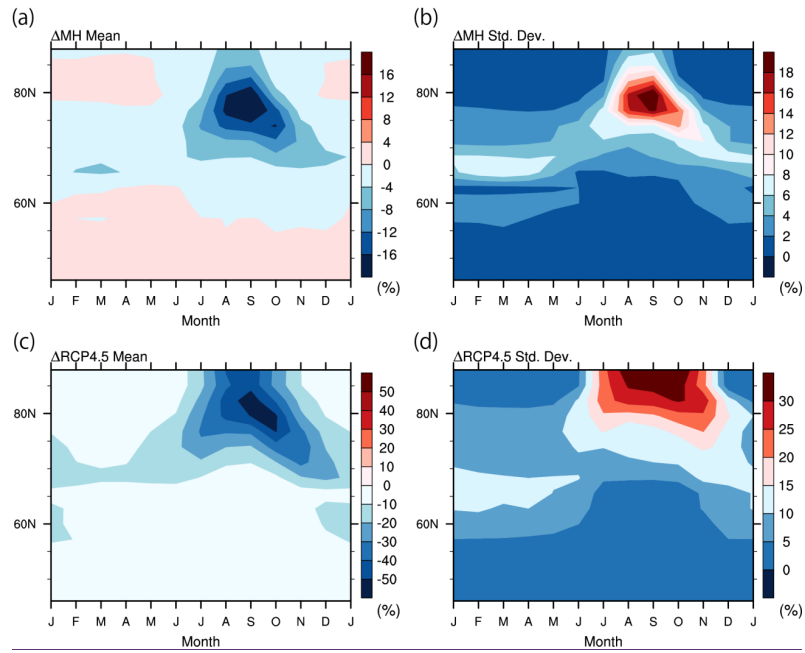 (a)
ΔMH Mean
80N
60N
J F M A M J J A S O N D J
Month
16
12
8
4
0
-4
-8
-12
-16
(%)
(b)
ΔMH Std. Dev.
80N
60N
J F M A M J J A S O N D J
Month
18
16
14
12
10
8
6
4
2
0
(%)
(c)
ΔRCP4.5 Mean
80N
60N
J F M A M J J A S O N D J
Month
50
40
30
20
10
0
-10
-20
-30
-40
-50
(%)
(d)
ΔRCP4.5 Std. Dev.
80N
60N
J F M A M J J A S O N D J
Month
30
25
20
15
10
5
0
(%)